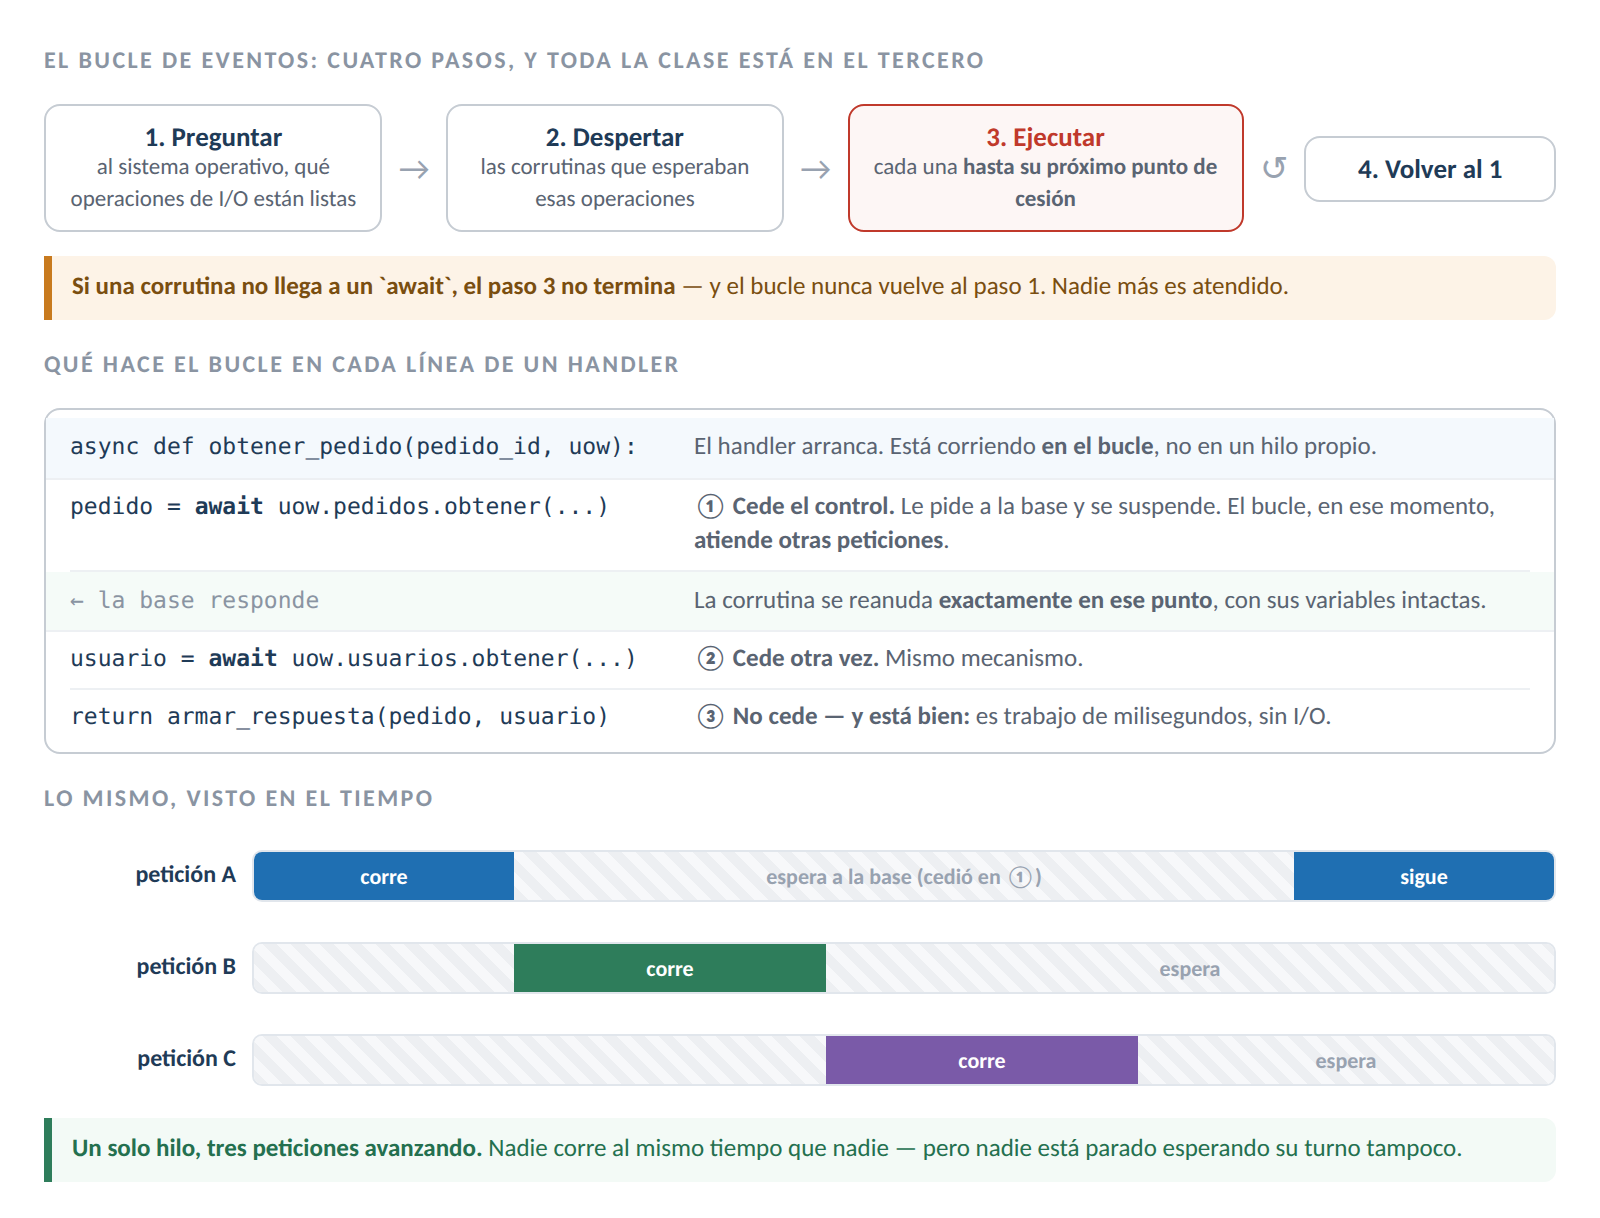 EL BUCLE DE EVENTOS: CUATRO PASOS, Y TODA LA CLASE ESTÁ EN EL TERCERO
1. Preguntar
al sistema operativo, qué
operaciones de I/O están listas
→
2. Despertar
las corrutinas que esperaban
esas operaciones
→
3. Ejecutar
cada una hasta su próximo punto de
cesión
↺
4. Volver al 1
Si una corrutina no llega a un `await`, el paso 3 no termina — y el bucle nunca vuelve al paso 1. Nadie más es atendido.
QUÉ HACE EL BUCLE EN CADA LÍNEA DE UN HANDLER
async def obtener_pedido(pedido_id, uow):
El handler arranca. Está corriendo en el bucle, no en un hilo propio.
pedido = await uow.pedidos.obtener(...)
① Cede el control. Le pide a la base y se suspende. El bucle, en ese momento,
atiende otras peticiones.
← la base responde
La corrutina se reanuda exactamente en ese punto, con sus variables intactas.
usuario = await uow.usuarios.obtener(...)
② Cede otra vez. Mismo mecanismo.
return armar_respuesta(pedido, usuario)
③ No cede — y está bien: es trabajo de milisegundos, sin I/O.
LO MISMO, VISTO EN EL TIEMPO
petición A
corre
espera a la base (cedió en ①)
sigue
petición B
corre
espera
petición C
corre
espera
Un solo hilo, tres peticiones avanzando. Nadie corre al mismo tiempo que nadie — pero nadie está parado esperando su turno tampoco.